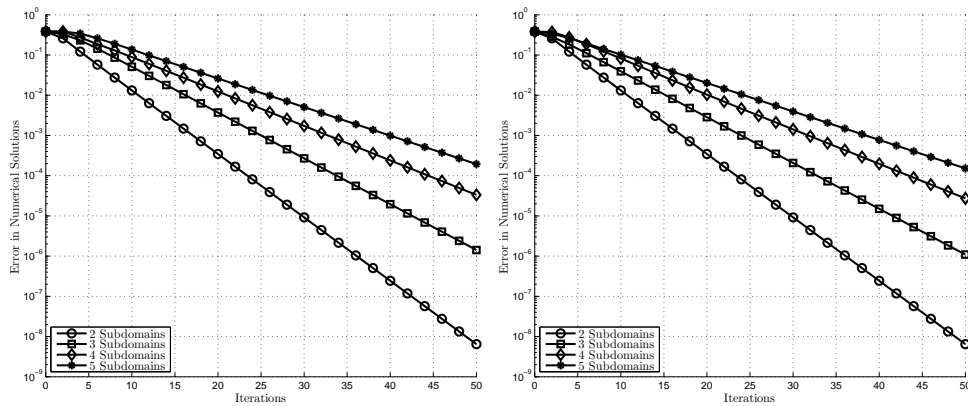 10^0
10^-1
10^-2
10^-3
10^-4
10^-5
10^-6
10^-7
10^-8
10^-9
Error in Numerical Solutions
2 Subdomains
3 Subdomains
4 Subdomains
5 Subdomains
0 5 10 15 20 25 30 35 40 45 50
Iterations
10^0
10^-1
10^-2
10^-3
10^-4
10^-5
10^-6
10^-7
10^-8
10^-9
Error in Numerical Solutions
2 Subdomains
3 Subdomains
4 Subdomains
5 Subdomains
0 5 10 15 20 25 30 35 40 45 50
Iterations